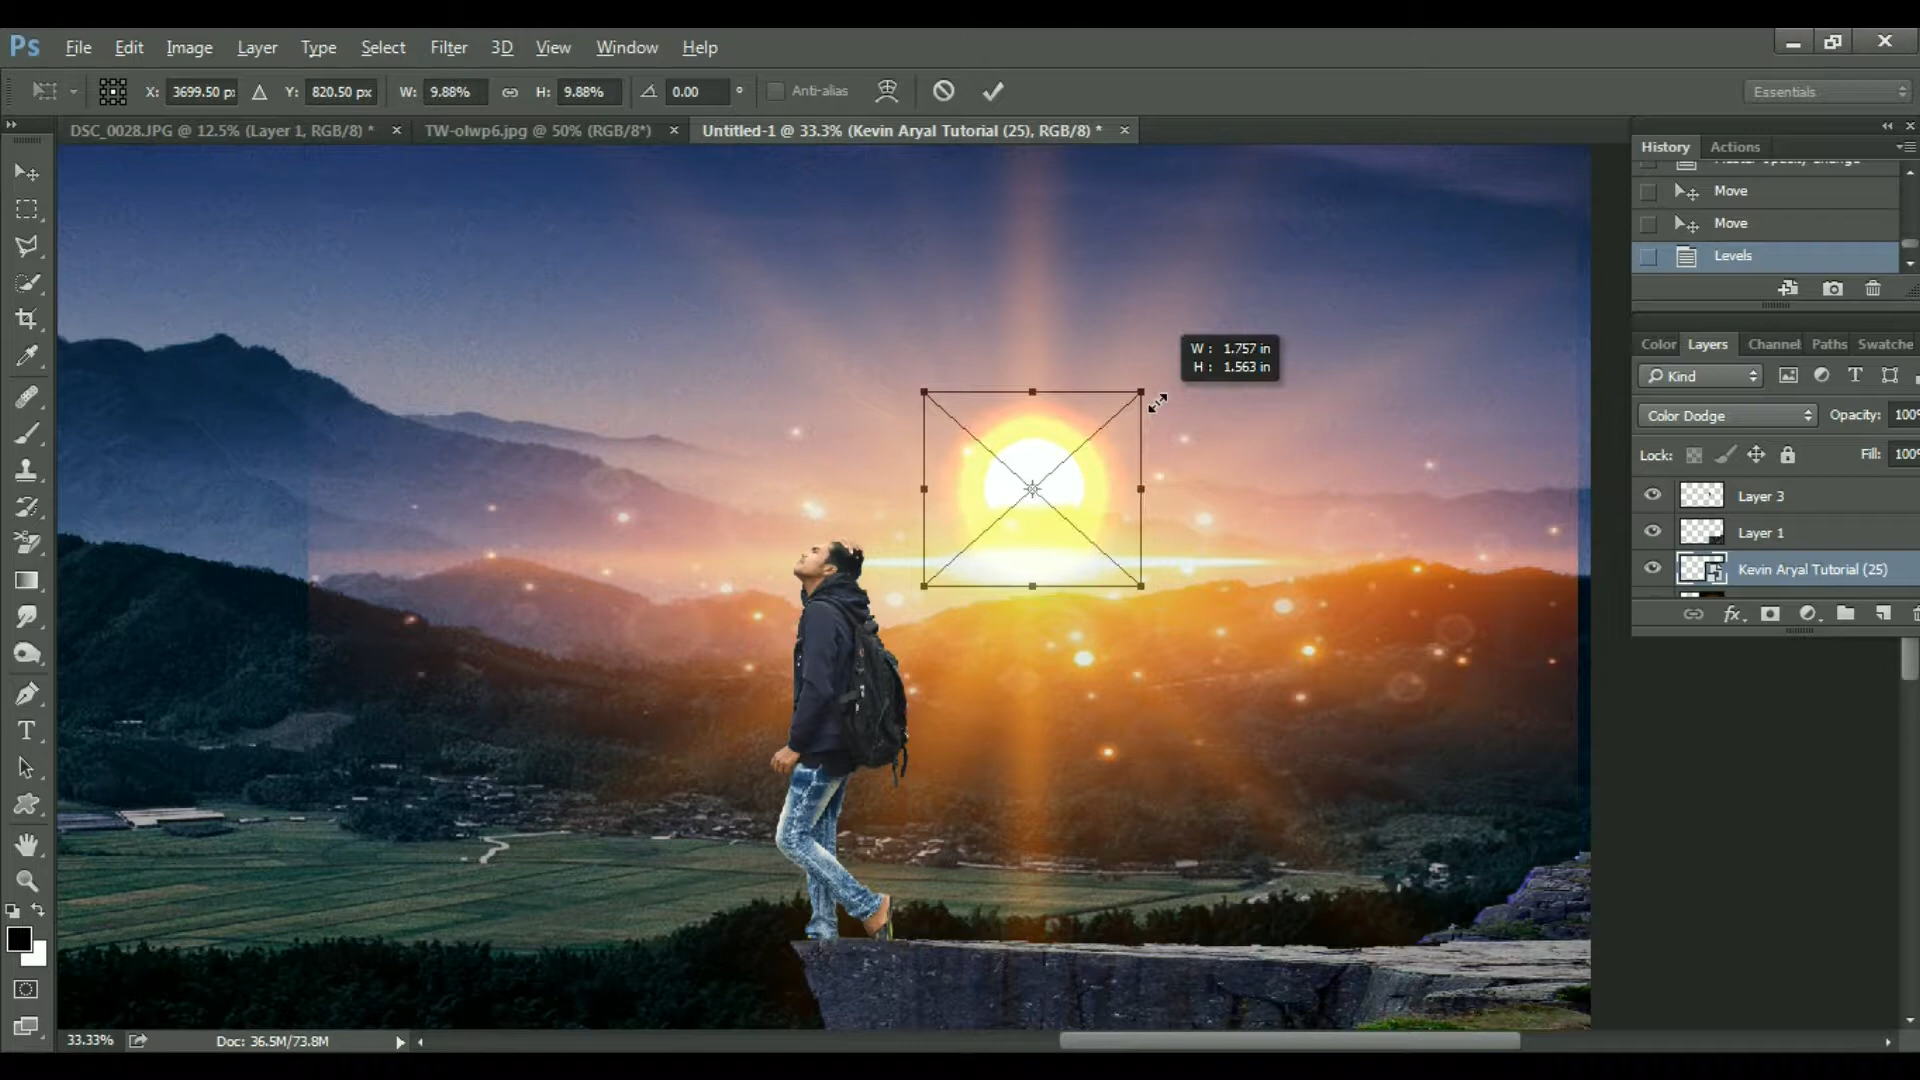 Ps File Edit Image Layer Type Select Filter 3D View Window Help
X: 3699.50 p: Y: 820.50 px W: 9.88% H: 9.88% 0.00 ° Anti-alias Essentials
DSC_0028.JPG @ 12.5% (Layer 1, RGB/8) * × TW-olwp6.jpg @ 50% (RGB/8*) × Untitled-1 @ 33.3% (Kevin Aryal Tutorial (25), RGB/8) * ×
History Actions
Move
Move
Levels
W : 1.757 in
H : 1.563 in
Color Layers Channel Paths Swatche
Kind
Color Dodge Opacity: 100%
Lock: Fill: 100%
Layer 3
Layer 1
Kevin Aryal Tutorial (25)
fx
T
33.33% Doc: 36.5M/73.8M